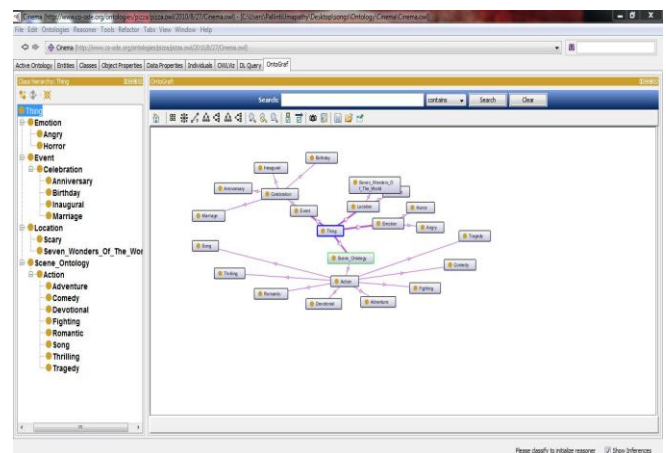 File Edit Ontologies Reasoner Tools Refactor Tabs View Window Help
Active Ontology Entities Classes Object Properties Data Properties Individuals OWLViz DL Query OntoGraf
Class hierarchy: Thing
OntoGraf
Search:
contains
Search
Clear
Thing
Emotion
Angry
Horror
Event
Celebration
Anniversary
Birthday
Inaugural
Marriage
Location
Scary
Seven_Wonders_Of_The_Wor
Scene_Ontology
Action
Adventure
Comedy
Devotional
Fighting
Romantic
Song
Thrilling
Tragedy
Birthday
Inaugural
Anniversary
Celebration
Seven_Wonders_O
f_The_World
Marriage
Event
Location
Horror
Emotion
Angry
Thing
Song
Tragedy
Scene_Ontology
Comedy
Thrilling
Action
Fighting
Romantic
Devotional
Adventure
Please classify to initialize reasoner Show Inferences